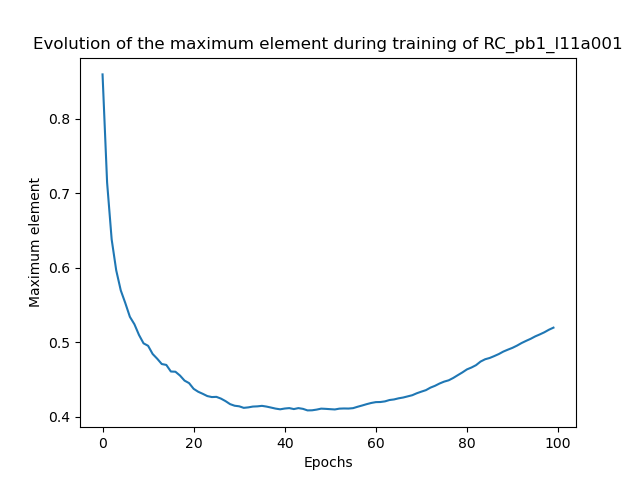 Evolution of the maximum element during training of RC_pb1_l11a001
Maximum element
0.8
0.7
0.6
0.5
0.4
0 20 40 60 80 100
Epochs